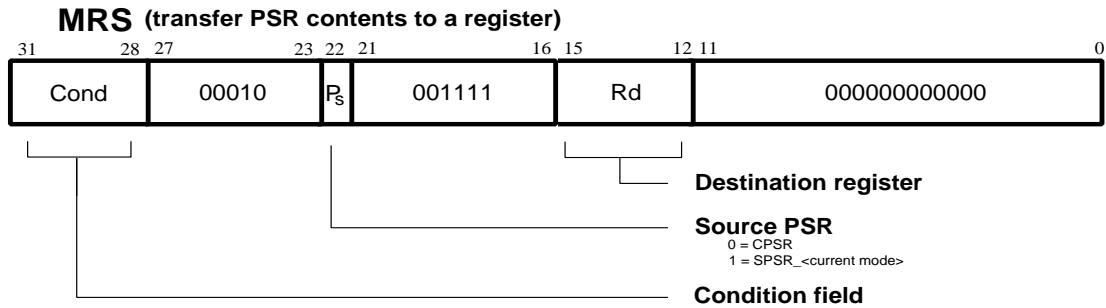 MRS (transfer PSR contents to a register)
31 28 27 23 22 21 16 15 12 11 0
Cond 00010 Ps 001111 Rd 000000000000
Destination register
Source PSR
0 = CPSR
1 = SPSR_<current mode>
Condition field